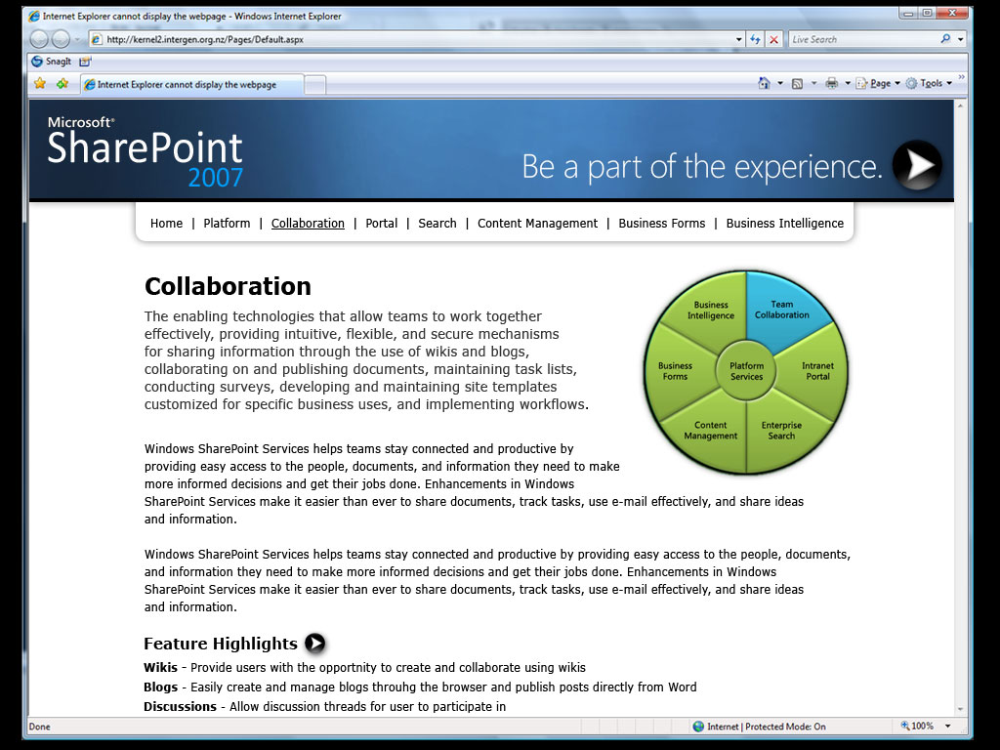 Internet Explorer cannot display the webpage - Windows Internet Explorer
http://kernel2.intergen.org.nz/Pages/Default.aspx
Live Search
SnagIt
Internet Explorer cannot display the webpage
Page
Tools
Microsoft®
SharePoint
2007
Be a part of the experience.
Home | Platform | Collaboration | Portal | Search | Content Management | Business Forms | Business Intelligence
Collaboration
The enabling technologies that allow teams to work together
effectively, providing intuitive, flexible, and secure mechanisms
for sharing information through the use of wikis and blogs,
collaborating on and publishing documents, maintaining task lists,
conducting surveys, developing and maintaining site templates
customized for specific business uses, and implementing workflows.
Business
Intelligence
Team
Collaboration
Business
Forms
Platform
Services
Intranet
Portal
Content
Management
Enterprise
Search
Windows SharePoint Services helps teams stay connected and productive by
providing easy access to the people, documents, and information they need to make
more informed decisions and get their jobs done. Enhancements in Windows
SharePoint Services make it easier than ever to share documents, track tasks, use e-mail effectively, and share ideas
and information.
Windows SharePoint Services helps teams stay connected and productive by providing easy access to the people, documents,
and information they need to make more informed decisions and get their jobs done. Enhancements in Windows
SharePoint Services make it easier than ever to share documents, track tasks, use e-mail effectively, and share ideas
and information.
Feature Highlights
Wikis - Provide users with the opportnity to create and collaborate using wikis
Blogs - Easily create and manage blogs throuhg the browser and publish posts directly from Word
Discussions - Allow discussion threads for user to participate in
Done
Internet | Protected Mode: On
100%